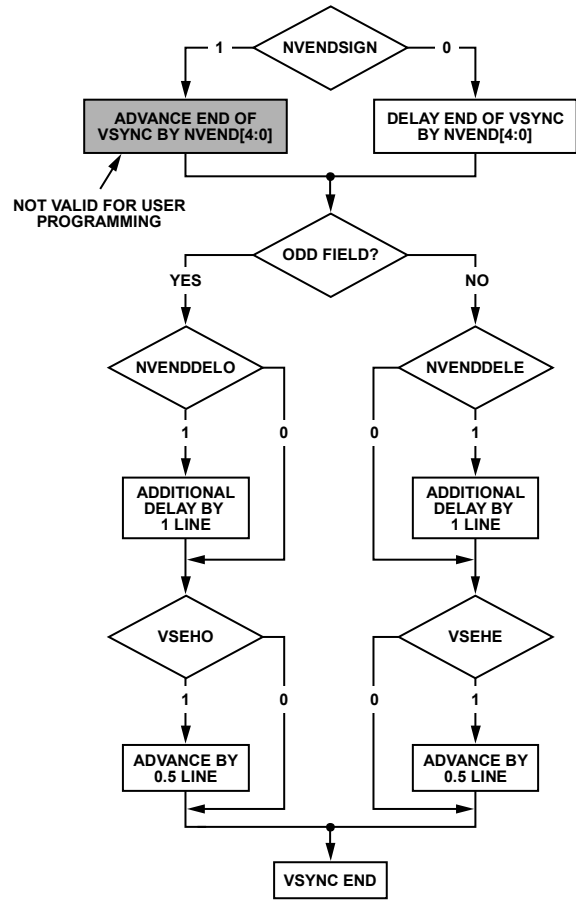 NVENDSIGN
1
0
ADVANCE END OF
VSYNC BY NVEND[4:0]
DELAY END OF VSYNC
BY NVEND[4:0]
NOT VALID FOR USER
PROGRAMMING
ODD FIELD?
YES
NO
NVENDDELO
NVENDDELE
1
0
0
1
ADDITIONAL
DELAY BY
1 LINE
ADDITIONAL
DELAY BY
1 LINE
VSEHO
VSEHE
1
0
0
1
ADVANCE BY
0.5 LINE
ADVANCE BY
0.5 LINE
VSYNC END